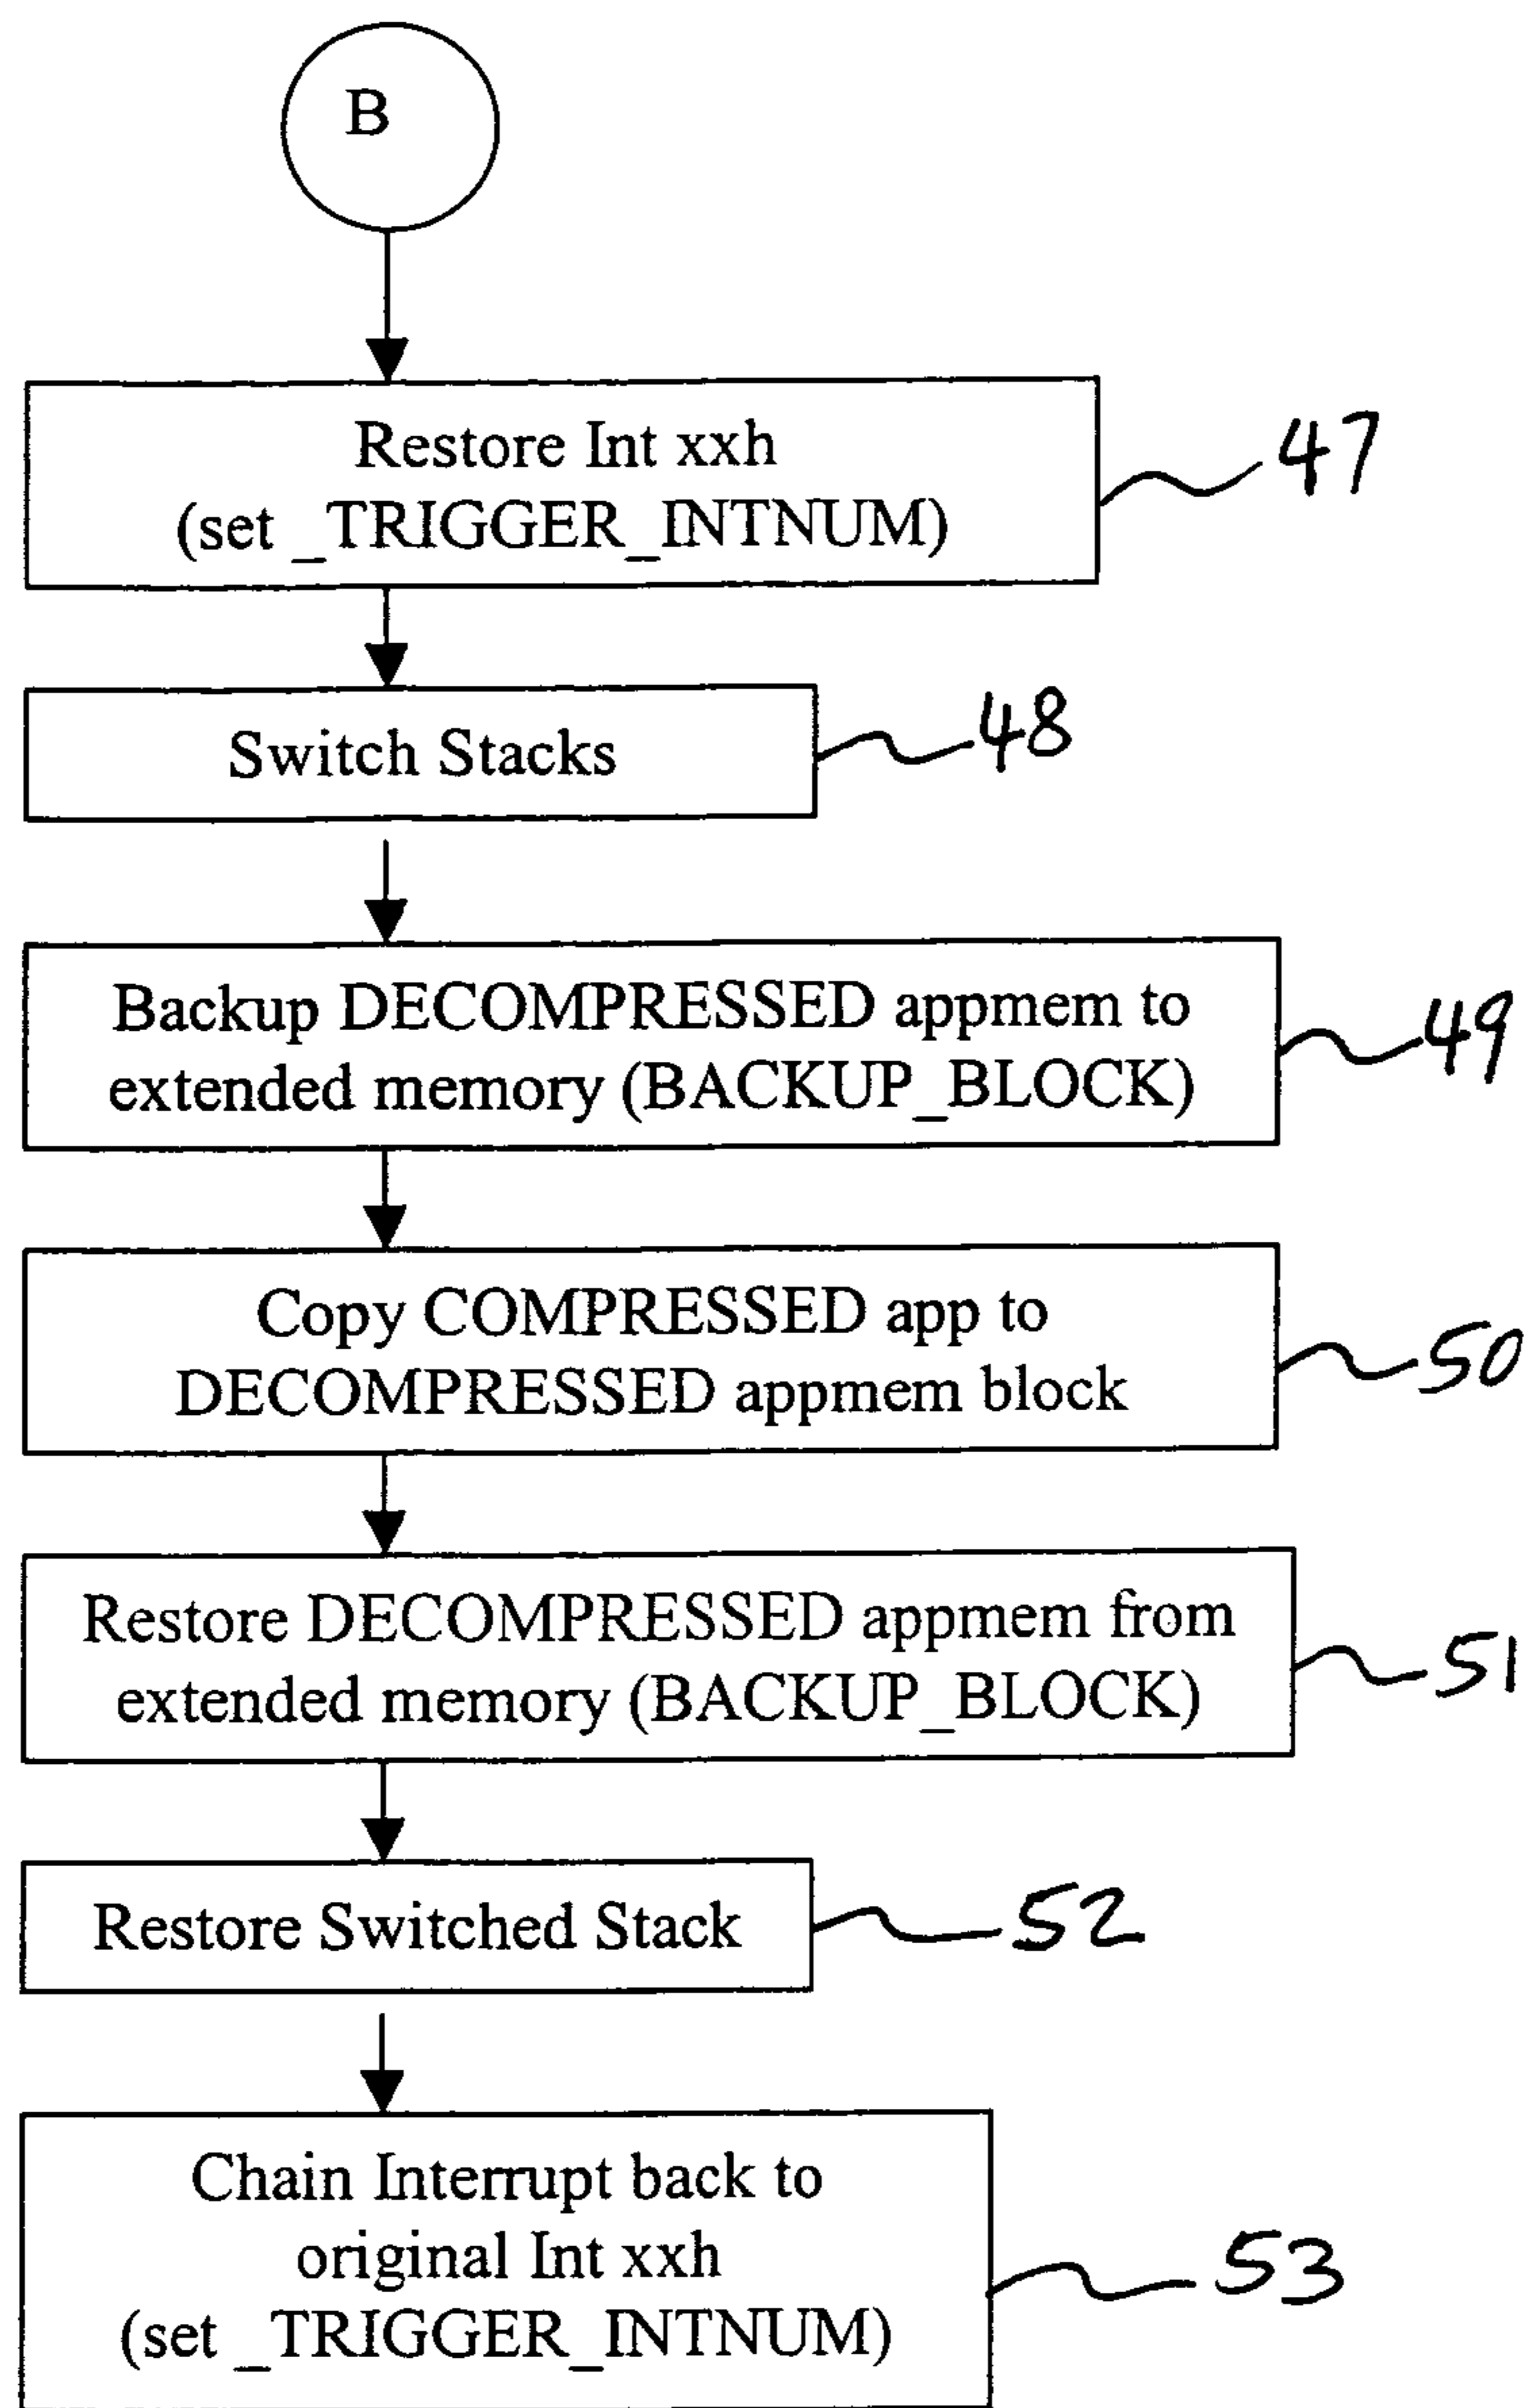 B
Restore Int xxh
(set _TRIGGER_INTNUM)
47
Switch Stacks
48
Backup DECOMPRESSED appmem to
extended memory (BACKUP_BLOCK)
49
Copy COMPRESSED app to
DECOMPRESSED appmem block
50
Restore DECOMPRESSED appmem from
extended memory (BACKUP_BLOCK)
51
Restore Switched Stack
52
Chain Interrupt back to
original Int xxh
(set _TRIGGER_INTNUM)
53